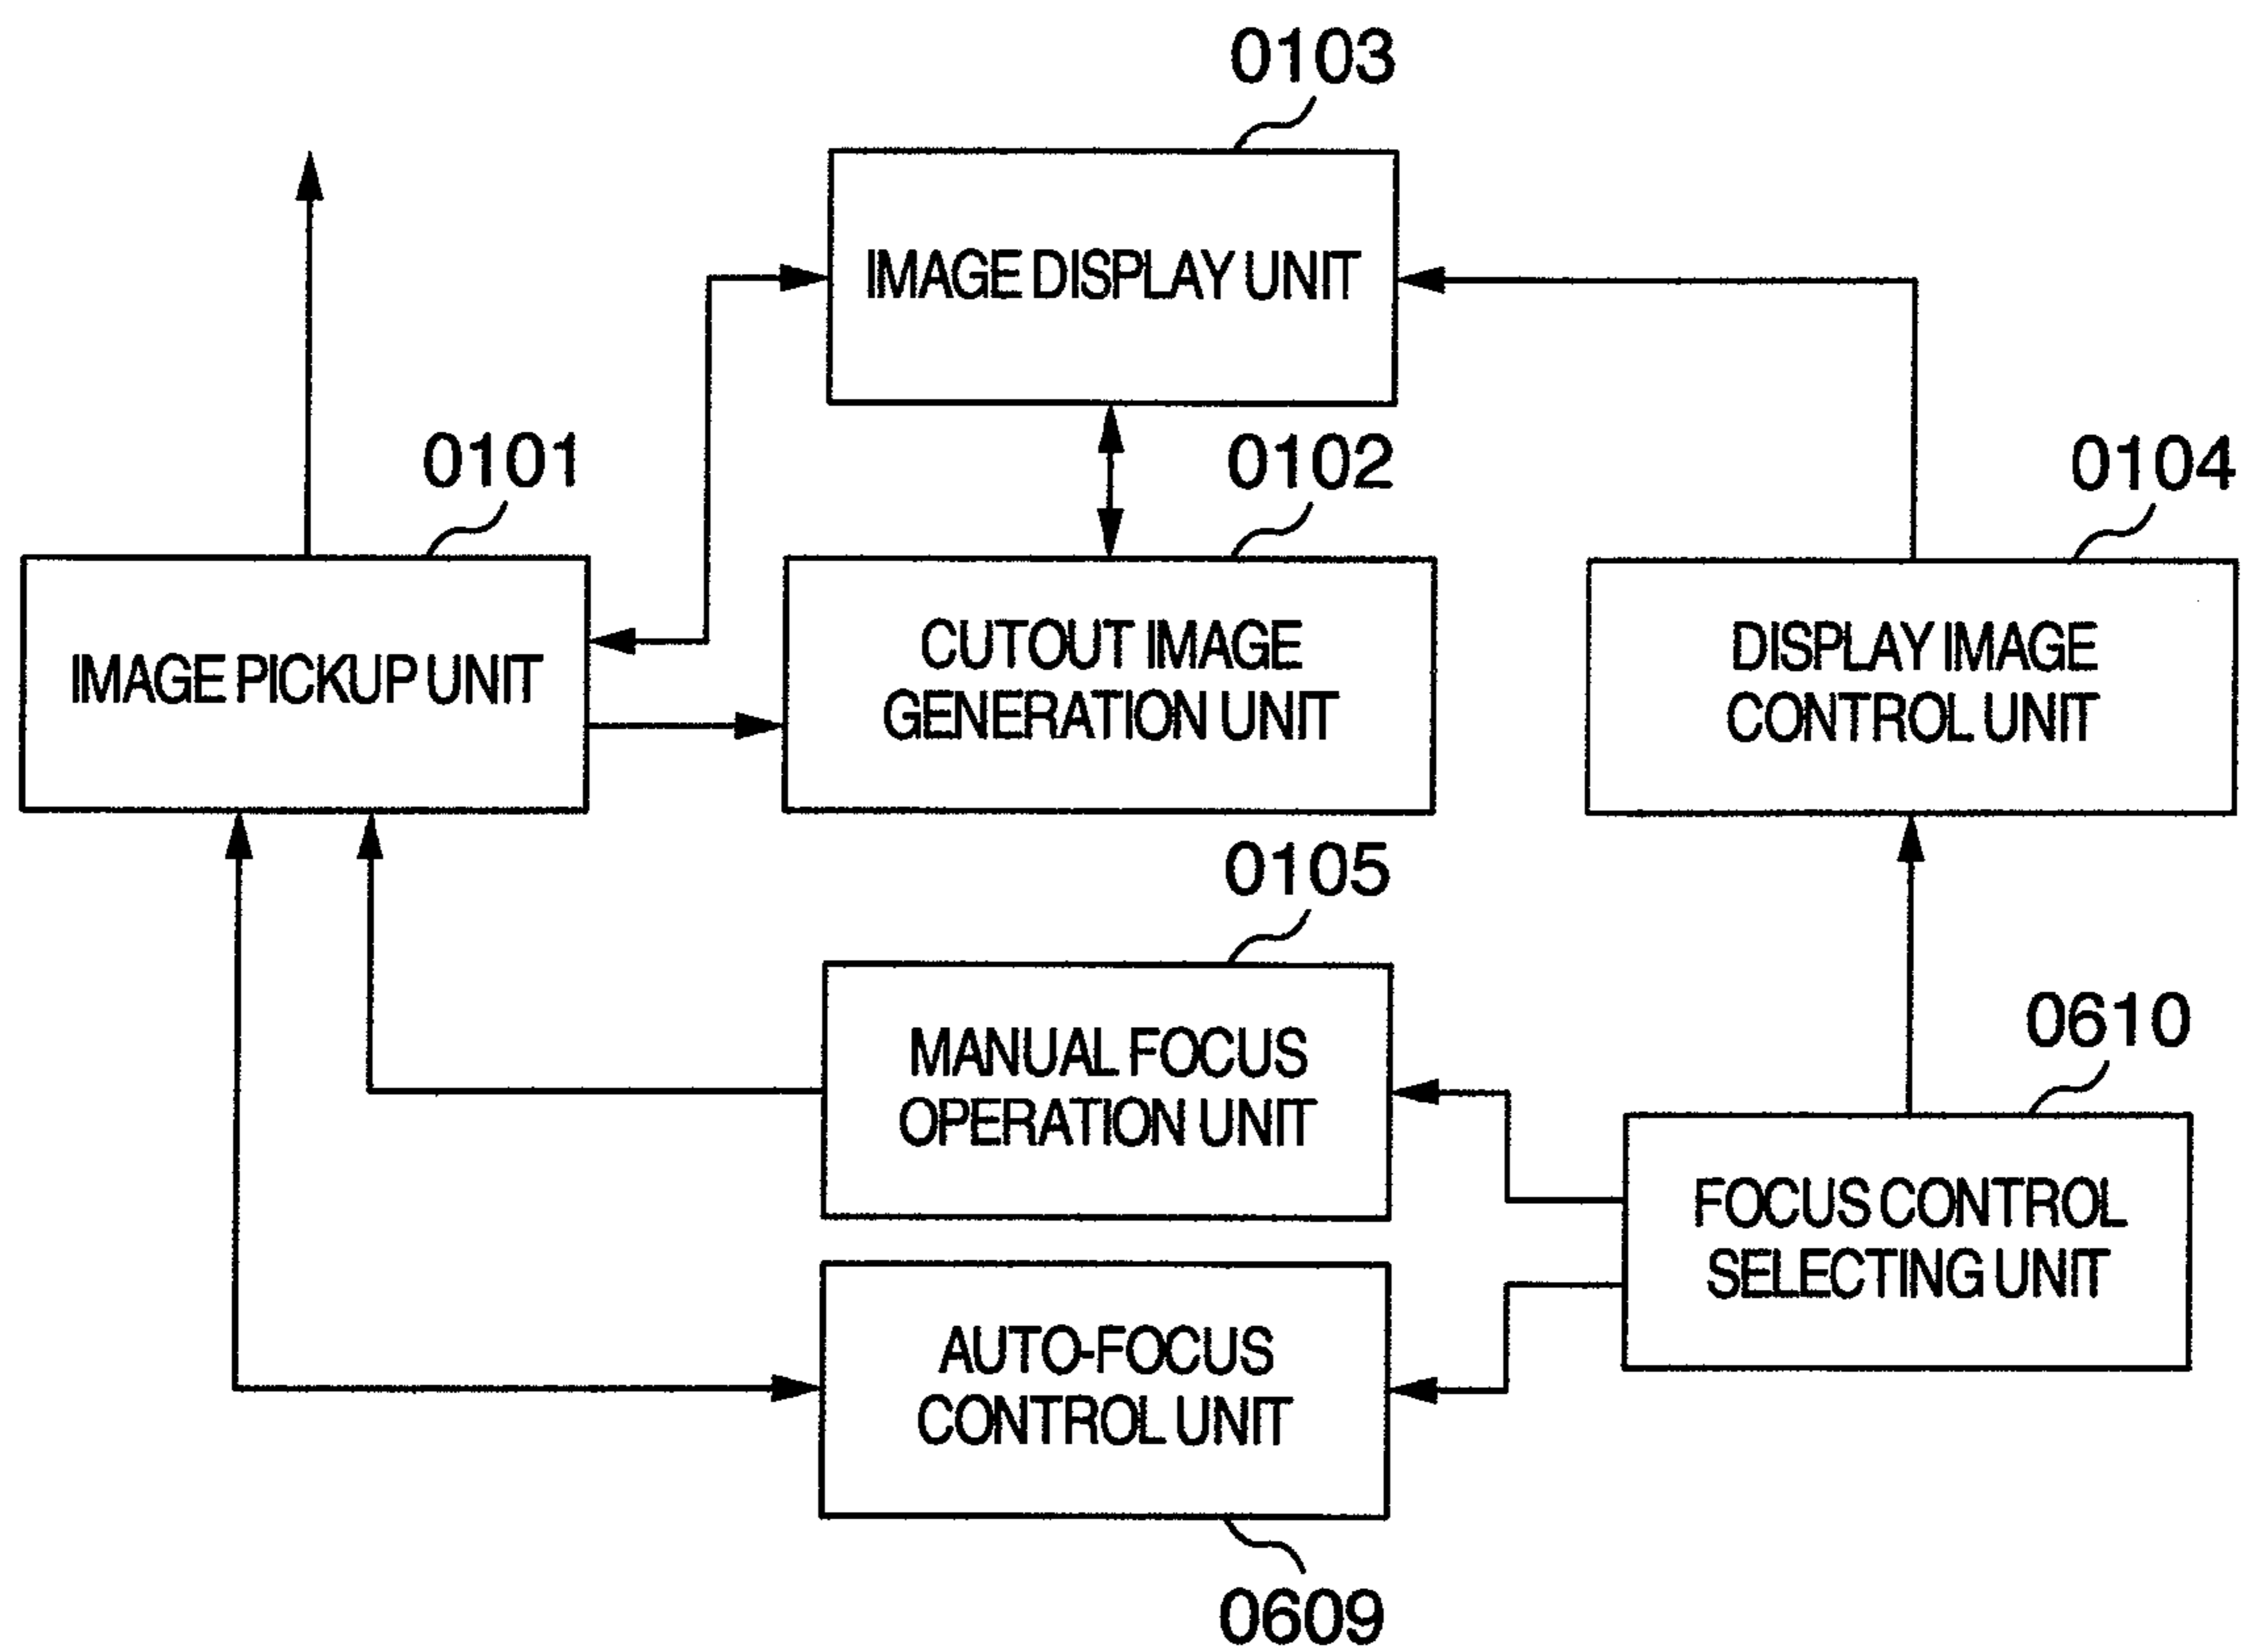 0103
IMAGE DISPLAY UNIT
0101
0102
0104
IMAGE PICKUP UNIT
CUTOUT IMAGE
GENERATION UNIT
DISPLAY IMAGE
CONTROL UNIT
0105
MANUAL FOCUS
OPERATION UNIT
0610
FOCUS CONTROL
SELECTING UNIT
AUTO-FOCUS
CONTROL UNIT
0609